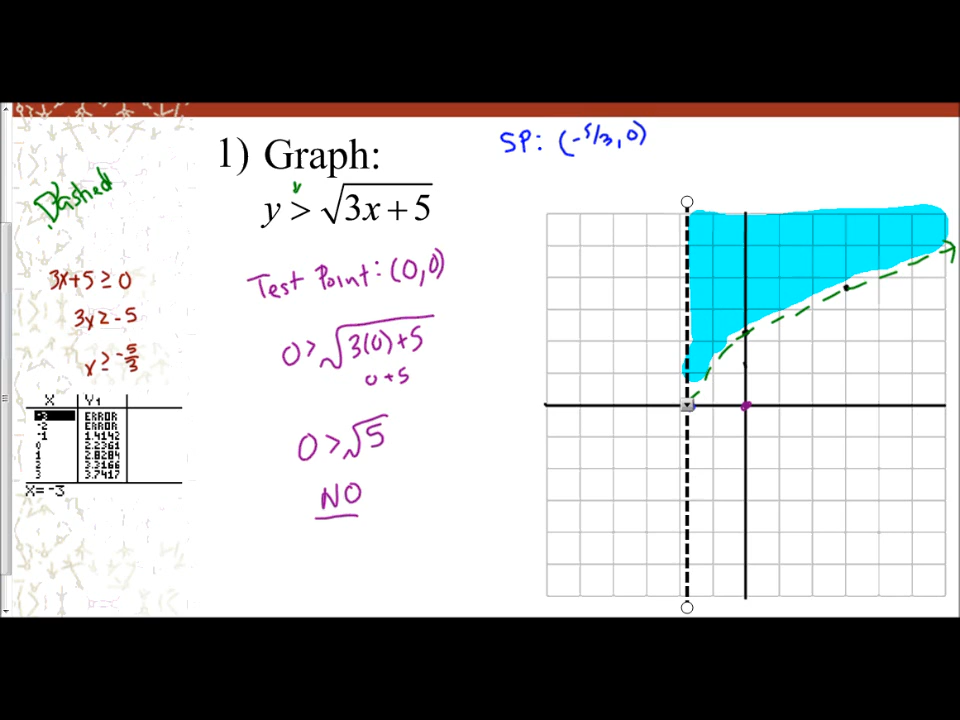 SP: (-5/3, 0)
1) Graph:
y > √3x + 5
Dashed
Test Point: (0,0)
3x+5 ≥ 0
3x ≥ -5
x ≥ -5/3
0 > √3(0)+5
0+5
0 > √5
NO
X Y1
-3 ERROR
-2 ERROR
-1 1.4142
0 2.2361
1 2.8284
2 3.3166
3 3.7417
X= -3